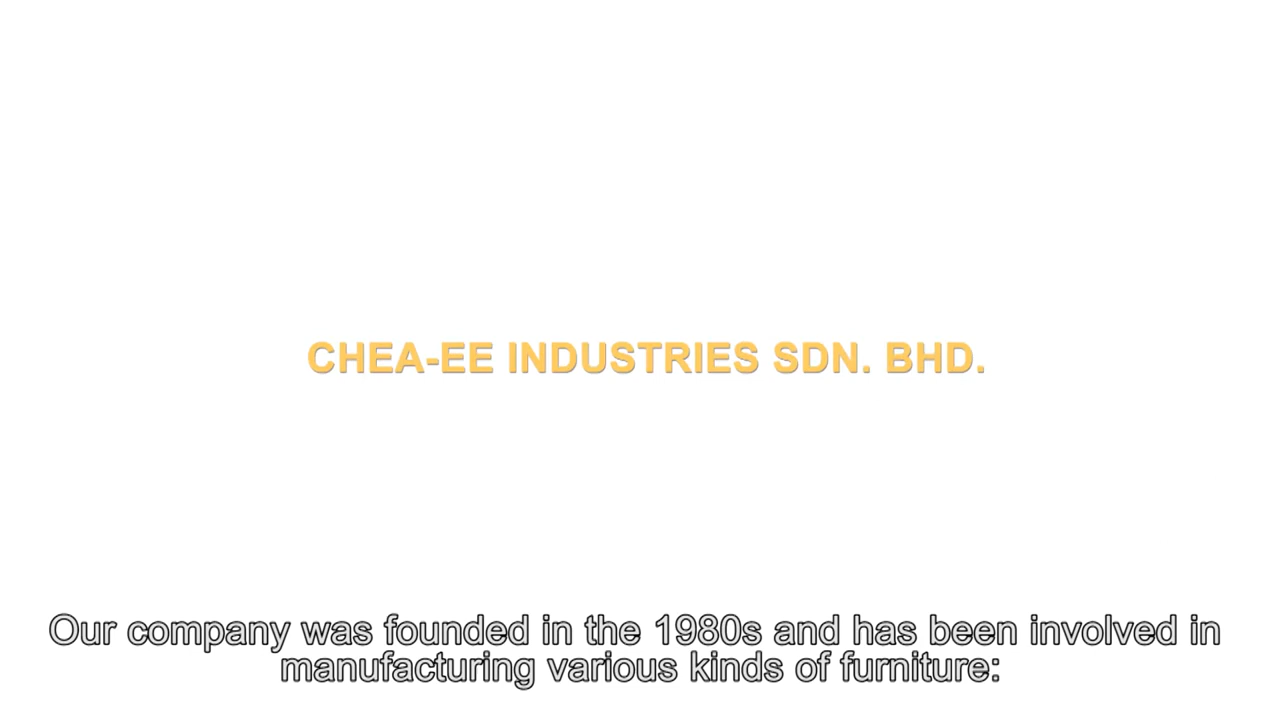 CHEA-EE INDUSTRIES SDN. BHD.
Our company was founded in the 1980s and has been involved in
manufacturing various kinds of furniture: